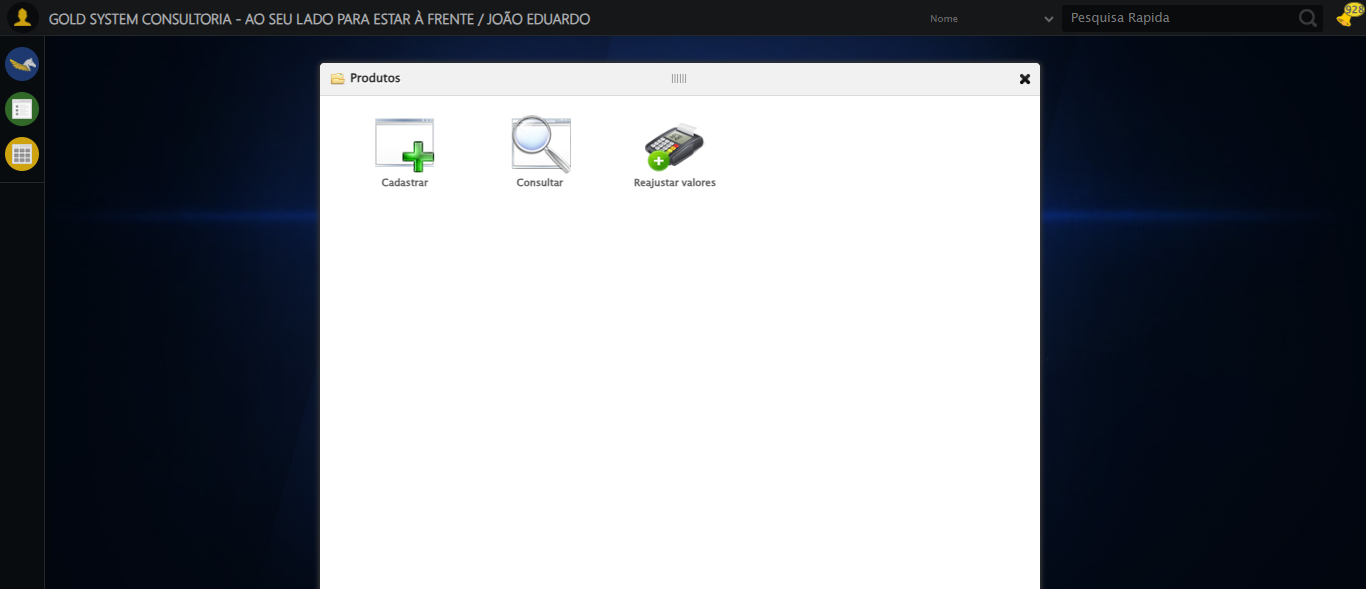 GOLD SYSTEM CONSULTORIA - AO SEU LADO PARA ESTAR À FRENTE / JOÃO EDUARDO
Nome
Pesquisa Rapida
928
Produtos
Cadastrar
Consultar
Reajustar valores